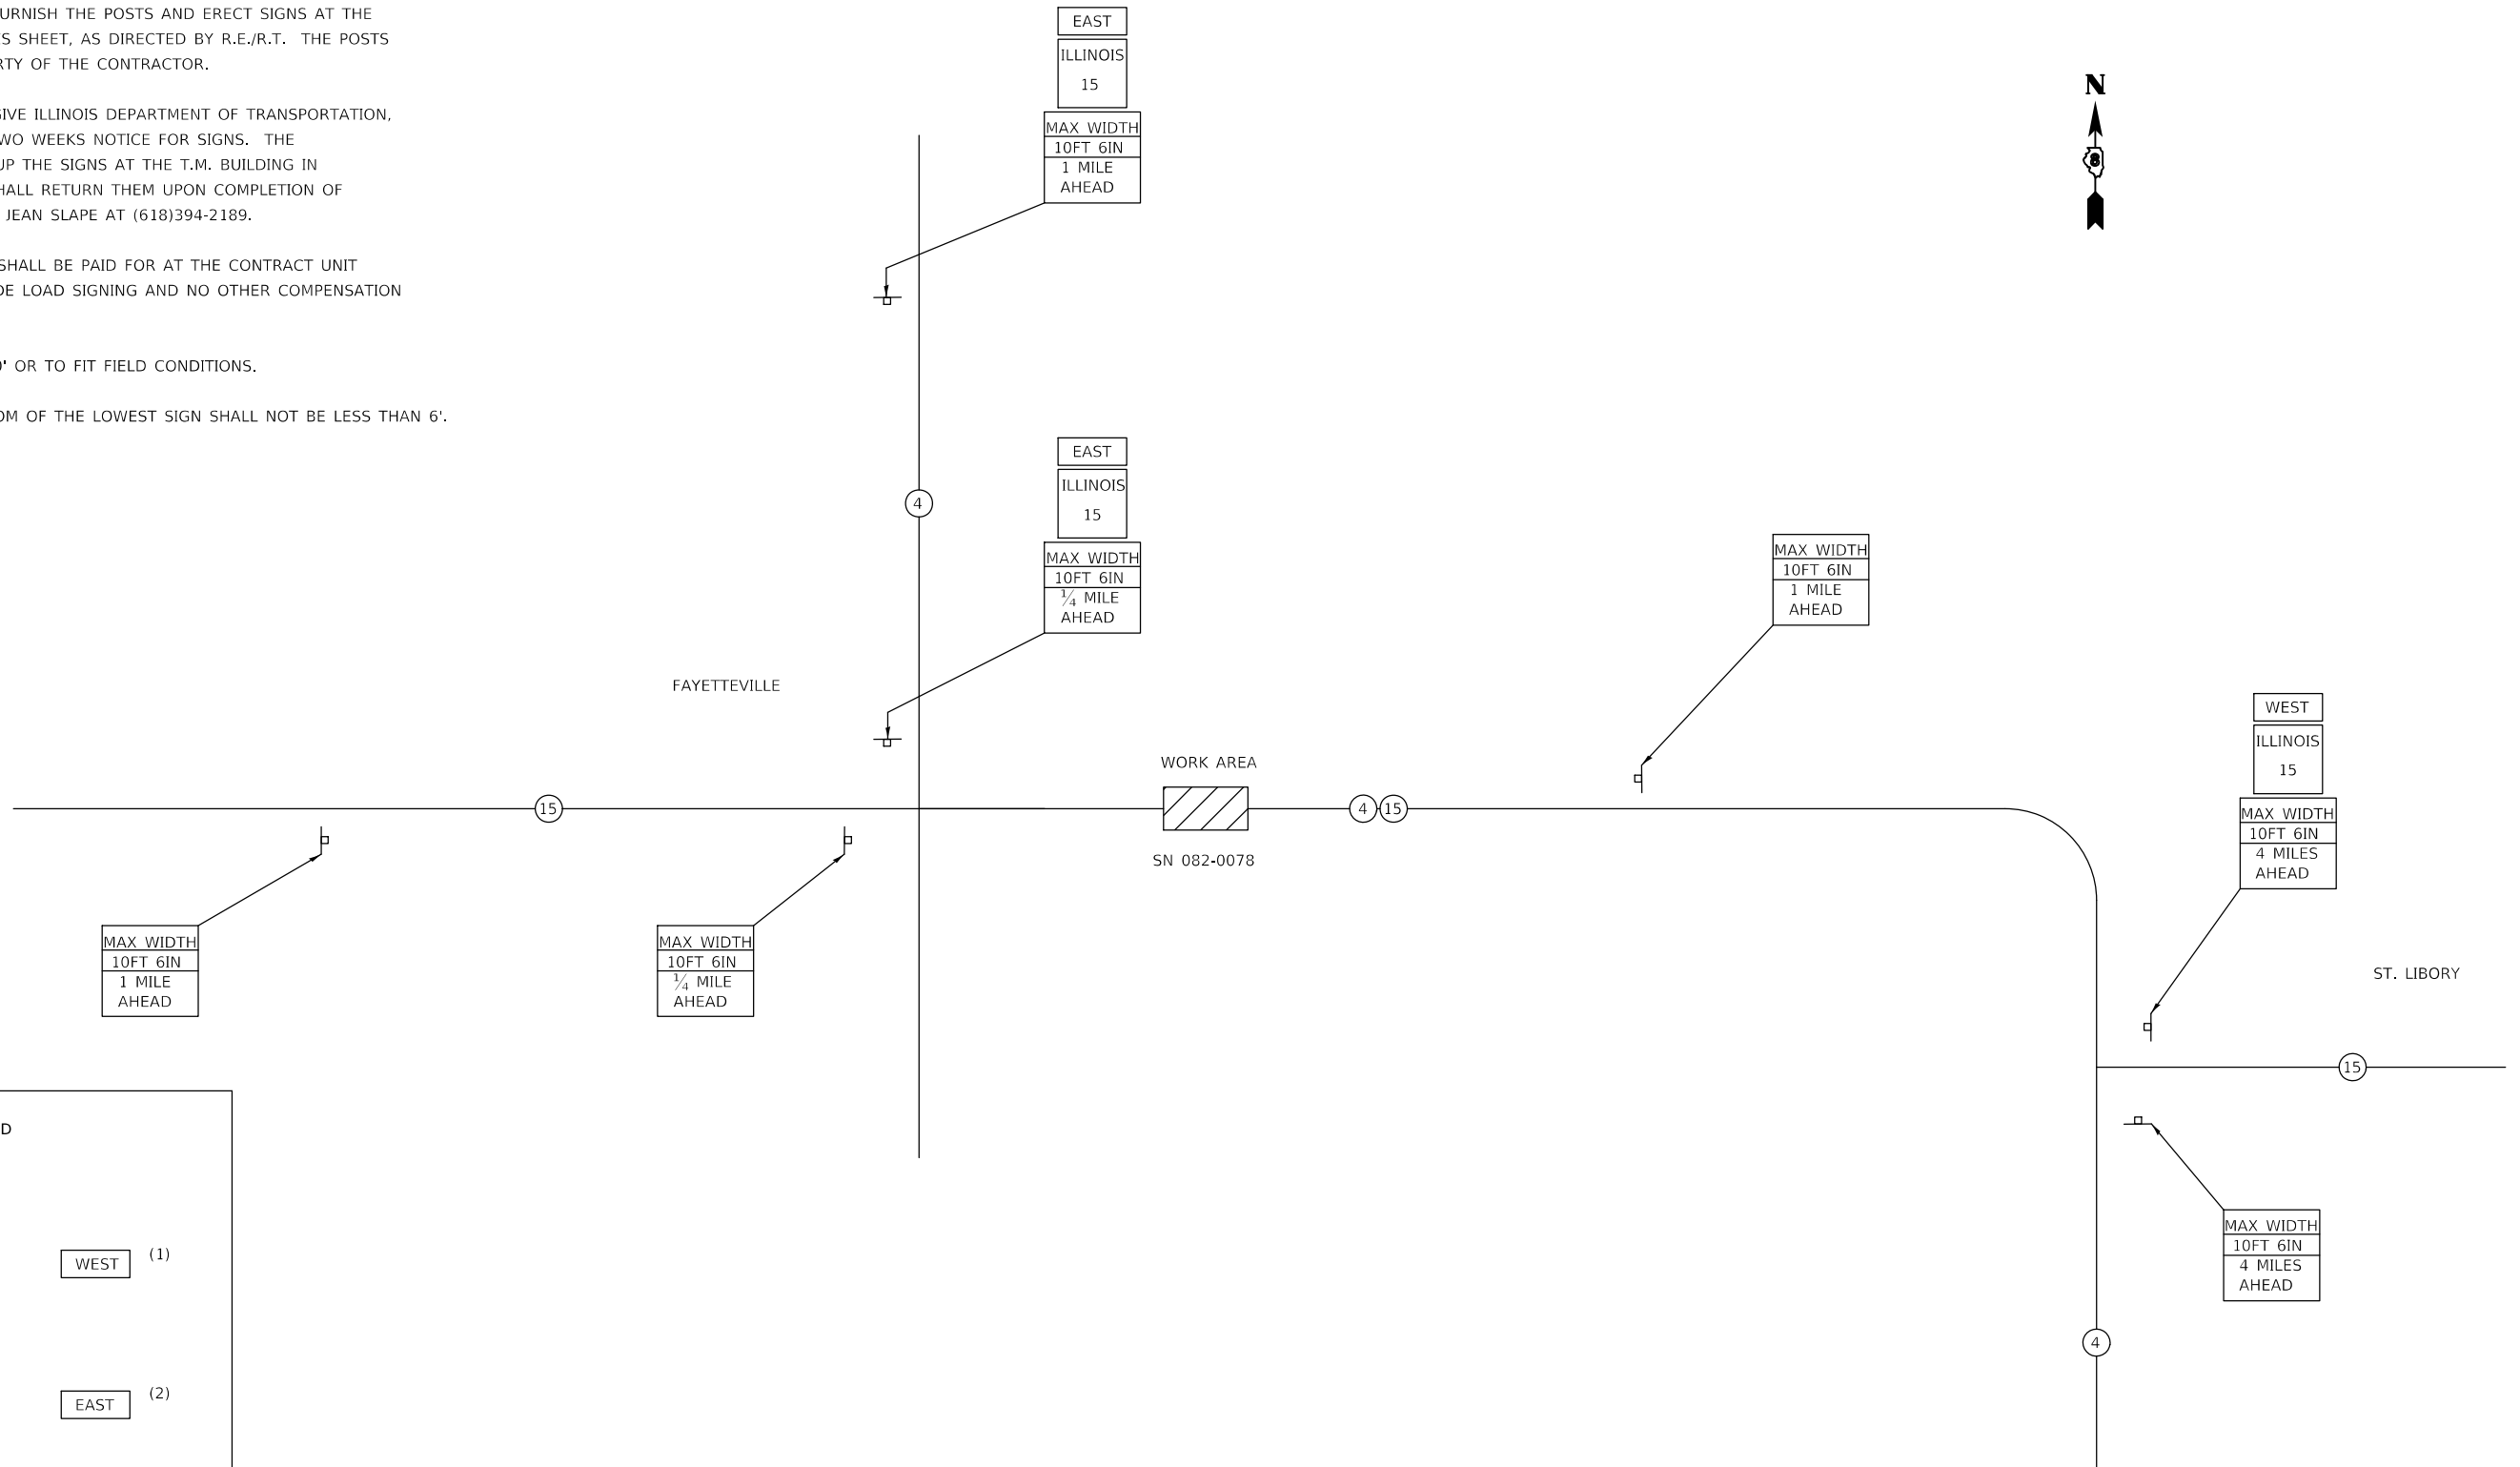 URNISH THE POSTS AND ERECT SIGNS AT THE
S SHEET, AS DIRECTED BY R.E./R.T. THE POSTS
RTY OF THE CONTRACTOR.
GIVE ILLINOIS DEPARTMENT OF TRANSPORTATION,
WO WEEKS NOTICE FOR SIGNS. THE
UP THE SIGNS AT THE T.M. BUILDING IN
HALL RETURN THEM UPON COMPLETION OF
JEAN SLAPE AT (618)394-2189.
SHALL BE PAID FOR AT THE CONTRACT UNIT
DE LOAD SIGNING AND NO OTHER COMPENSATION
0' OR TO FIT FIELD CONDITIONS.
OM OF THE LOWEST SIGN SHALL NOT BE LESS THAN 6'.
EAST
ILLINOIS
15
MAX WIDTH
10FT 6IN
1 MILE
AHEAD
N
8
4
EAST
ILLINOIS
15
MAX WIDTH
10FT 6IN
¼ MILE
AHEAD
MAX WIDTH
10FT 6IN
1 MILE
AHEAD
FAYETTEVILLE
WORK AREA
15
4 15
SN 082-0078
WEST
ILLINOIS
15
MAX WIDTH
10FT 6IN
4 MILES
AHEAD
MAX WIDTH
10FT 6IN
1 MILE
AHEAD
MAX WIDTH
10FT 6IN
¼ MILE
AHEAD
ST. LIBORY
15
MAX WIDTH
10FT 6IN
4 MILES
AHEAD
4
D
WEST (1)
EAST (2)